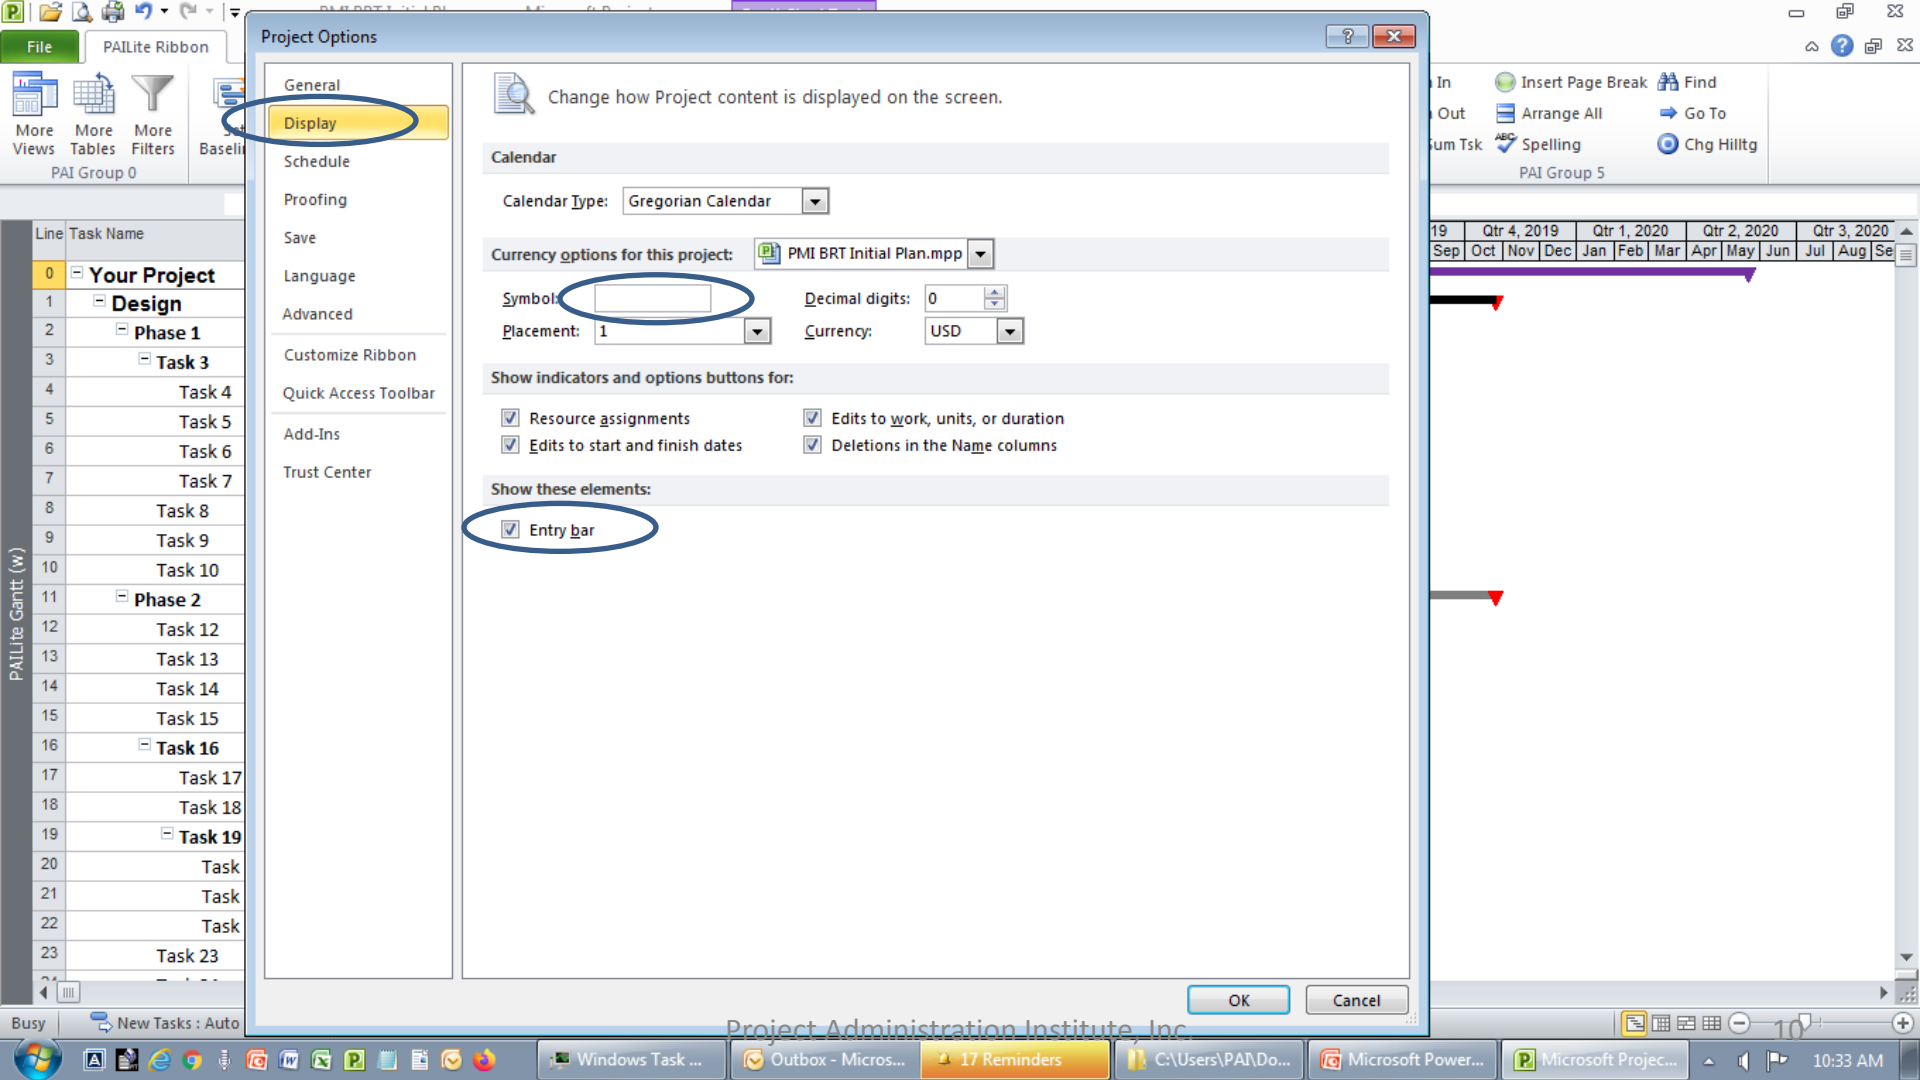 Project Options
File
PAILite Ribbon
In
Insert Page Break
Find
Out
Arrange All
Go To
Sum Tsk
Spelling
Chg Hilltg
PAI Group 5
More Views
More Tables
More Filters
PAI Group 0
General
Display
Schedule
Proofing
Save
Language
Advanced
Customize Ribbon
Quick Access Toolbar
Add-Ins
Trust Center
Change how Project content is displayed on the screen.
Calendar
Calendar Type: Gregorian Calendar
Currency options for this project: PMI BRT Initial Plan.mpp
Symbol:
Decimal digits: 0
Placement: 1
Currency: USD
Show indicators and options buttons for:
Resource assignments
Edits to work, units, or duration
Edits to start and finish dates
Deletions in the Name columns
Show these elements:
Entry bar
OK
Cancel
Line Task Name
0 Your Project
1 Design
2 Phase 1
3 Task 3
4 Task 4
5 Task 5
6 Task 6
7 Task 7
8 Task 8
9 Task 9
10 Task 10
11 Phase 2
12 Task 12
13 Task 13
14 Task 14
15 Task 15
16 Task 16
17 Task 17
18 Task 18
19 Task 19
20 Task
21 Task
22 Task
23 Task 23
PAILite Gantt (w)
19 Qtr 4, 2019 Qtr 1, 2020 Qtr 2, 2020 Qtr 3, 2020
Sep Oct Nov Dec Jan Feb Mar Apr May Jun Jul Aug Se
Busy
New Tasks : Auto
Project Administration Institute, Inc.
10
Windows Task ...
Outbox - Micros...
17 Reminders
C:\Users\PAI\Do...
Microsoft Power...
Microsoft Projec...
10:33 AM